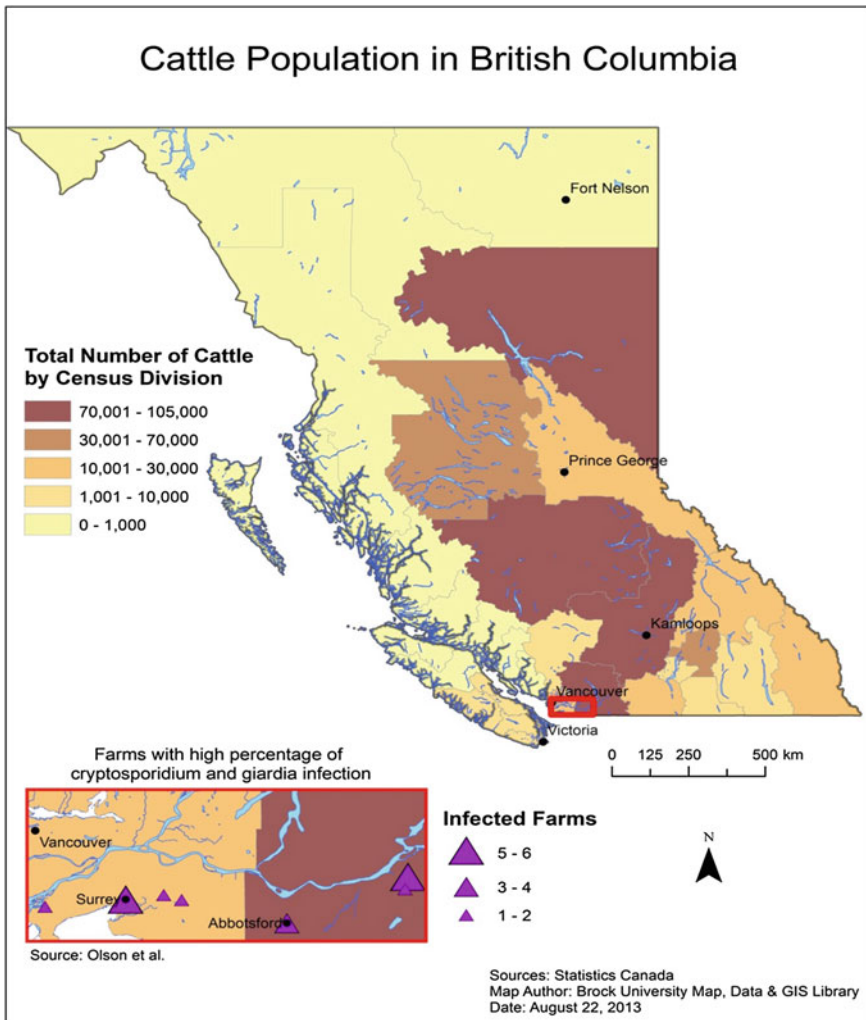 Cattle Population in British Columbia
Fort Nelson
Total Number of Cattle
by Census Division
70,001 - 105,000
30,001 - 70,000
10,001 - 30,000
1,001 - 10,000
0 - 1,000
Prince George
Kamloops
Vancouver
Victoria
0 125 250 500 km
Farms with high percentage of
cryptosporidium and giardia infection
Vancouver
Surrey
Abbotsford
Source: Olson et al.
Infected Farms
5 - 6
3 - 4
1 - 2
N
Sources: Statistics Canada
Map Author: Brock University Map, Data & GIS Library
Date: August 22, 2013